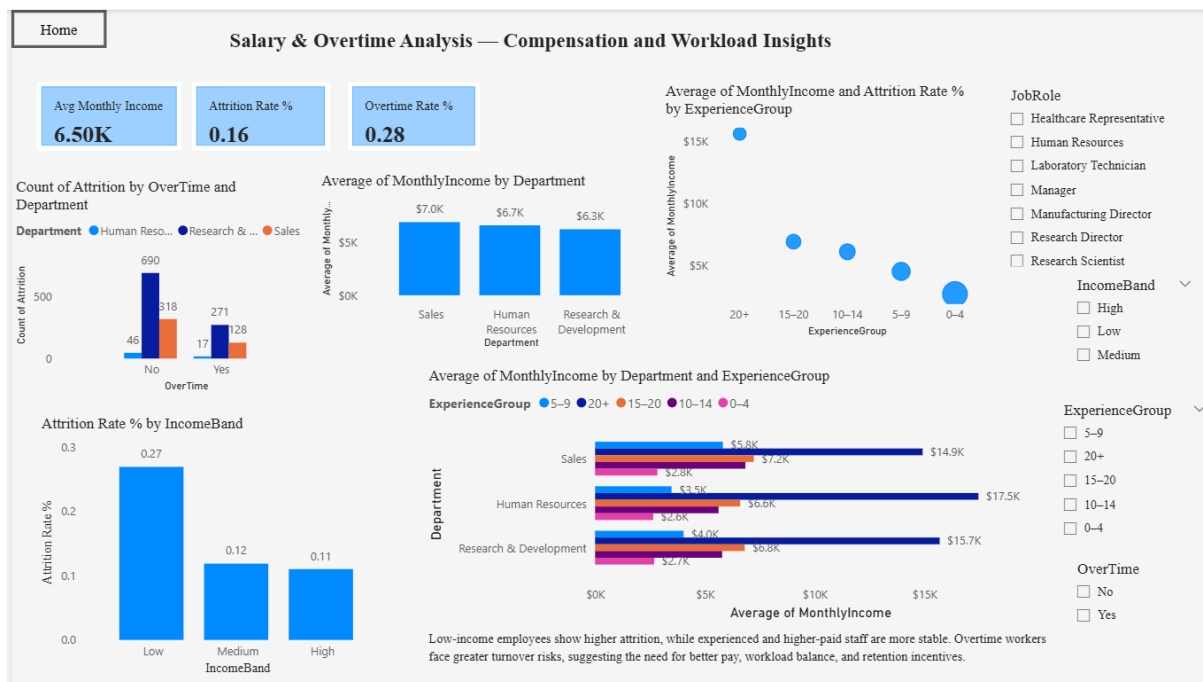 Home
Salary & Overtime Analysis — Compensation and Workload Insights
Avg Monthly Income
6.50K
Attrition Rate %
0.16
Overtime Rate %
0.28
Count of Attrition by OverTime and
Department
Department Human Reso... Research & ... Sales
Count of Attrition
500
0
46
690
318
17
271
128
No
Yes
OverTime
Average of MonthlyIncome by Department
Average of Monthly...
$5K
$0K
$7.0K
$6.7K
$6.3K
Sales
Human
Resources
Research &
Development
Department
Average of MonthlyIncome and Attrition Rate %
by ExperienceGroup
Average of MonthlyIncome
$15K
$10K
$5K
20+
15–20
10–14
5–9
0–4
ExperienceGroup
JobRole
Healthcare Representative
Human Resources
Laboratory Technician
Manager
Manufacturing Director
Research Director
Research Scientist
IncomeBand
High
Low
Medium
Attrition Rate % by IncomeBand
Attrition Rate %
0.3
0.2
0.1
0.0
0.27
0.12
0.11
Low
Medium
High
IncomeBand
Average of MonthlyIncome by Department and ExperienceGroup
ExperienceGroup 5–9 20+ 15–20 10–14 0–4
Department
Sales
$5.8K
$14.9K
$7.2K
$2.8K
Human Resources
$3.5K
$17.5K
$6.6K
$2.6K
Research & Development
$4.0K
$15.7K
$6.8K
$2.7K
$0K
$5K
$10K
$15K
Average of MonthlyIncome
ExperienceGroup
5–9
20+
15–20
10–14
0–4
OverTime
No
Yes
Low-income employees show higher attrition, while experienced and higher-paid staff are more stable. Overtime workers
face greater turnover risks, suggesting the need for better pay, workload balance, and retention incentives.